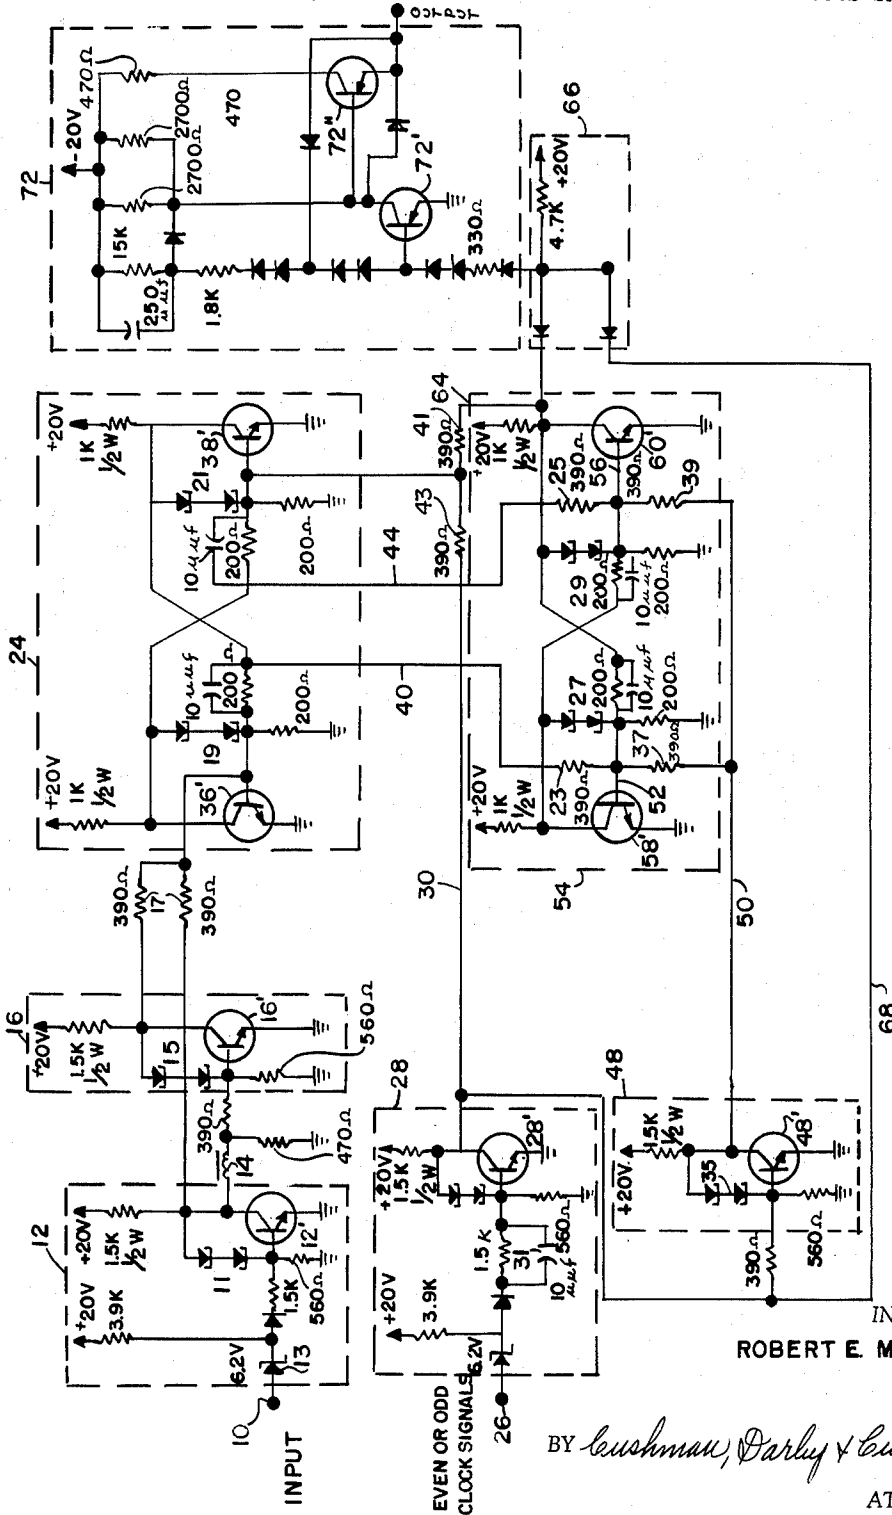 72
-20V
470Ω
2700Ω
2700Ω
15K
250
μμf
1.8K
470
72"
72'
330Ω
OUTPUT
66
4.7K
+20V
24
+20V
1K
½W
38'
21
10μμf
200Ω
200Ω
44
+20V
1K
½W
36'
19
10μμf
200Ω
200Ω
40
64
41
390Ω
43
390Ω
+20V
1K
½W
60'
56
390Ω
25
390Ω
39
29
200Ω
10μμf
200Ω
27
200Ω
10μμf
200Ω
37
390Ω
23
390Ω
52
+20V
1K
½W
58'
54
30
50
68
390Ω
17
390Ω
16
+20V
1.5K
½W
15
16'
560Ω
390Ω
14
470Ω
12
+20V
1.5K
½W
12'
11
1.5K
560Ω
+20V
3.9K
6.2V
13
10
INPUT
28
+20V
1.5K
½W
28'
560Ω
1.5K
31
10μμf
+20V
3.9K
6.2V
26
EVEN OR ODD
CLOCK SIGNALS
48
+20V
1.5K
½W
48'
35
390Ω
560Ω
IN
ROBERT E. M
BY Cushman, Darby & Cu
AT